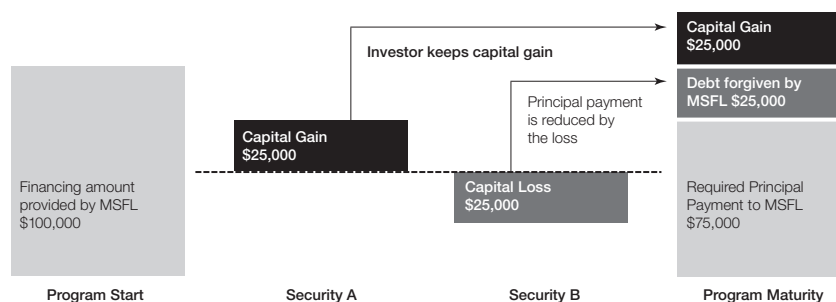 Capital Gain
$25,000
Investor keeps capital gain
Debt forgiven by
MSFL $25,000
Principal payment
is reduced by
the loss
Capital Gain
$25,000
Financing amount
provided by MSFL
$100,000
Capital Loss
$25,000
Required Principal
Payment to MSFL
$75,000
Program Start
Security A
Security B
Program Maturity